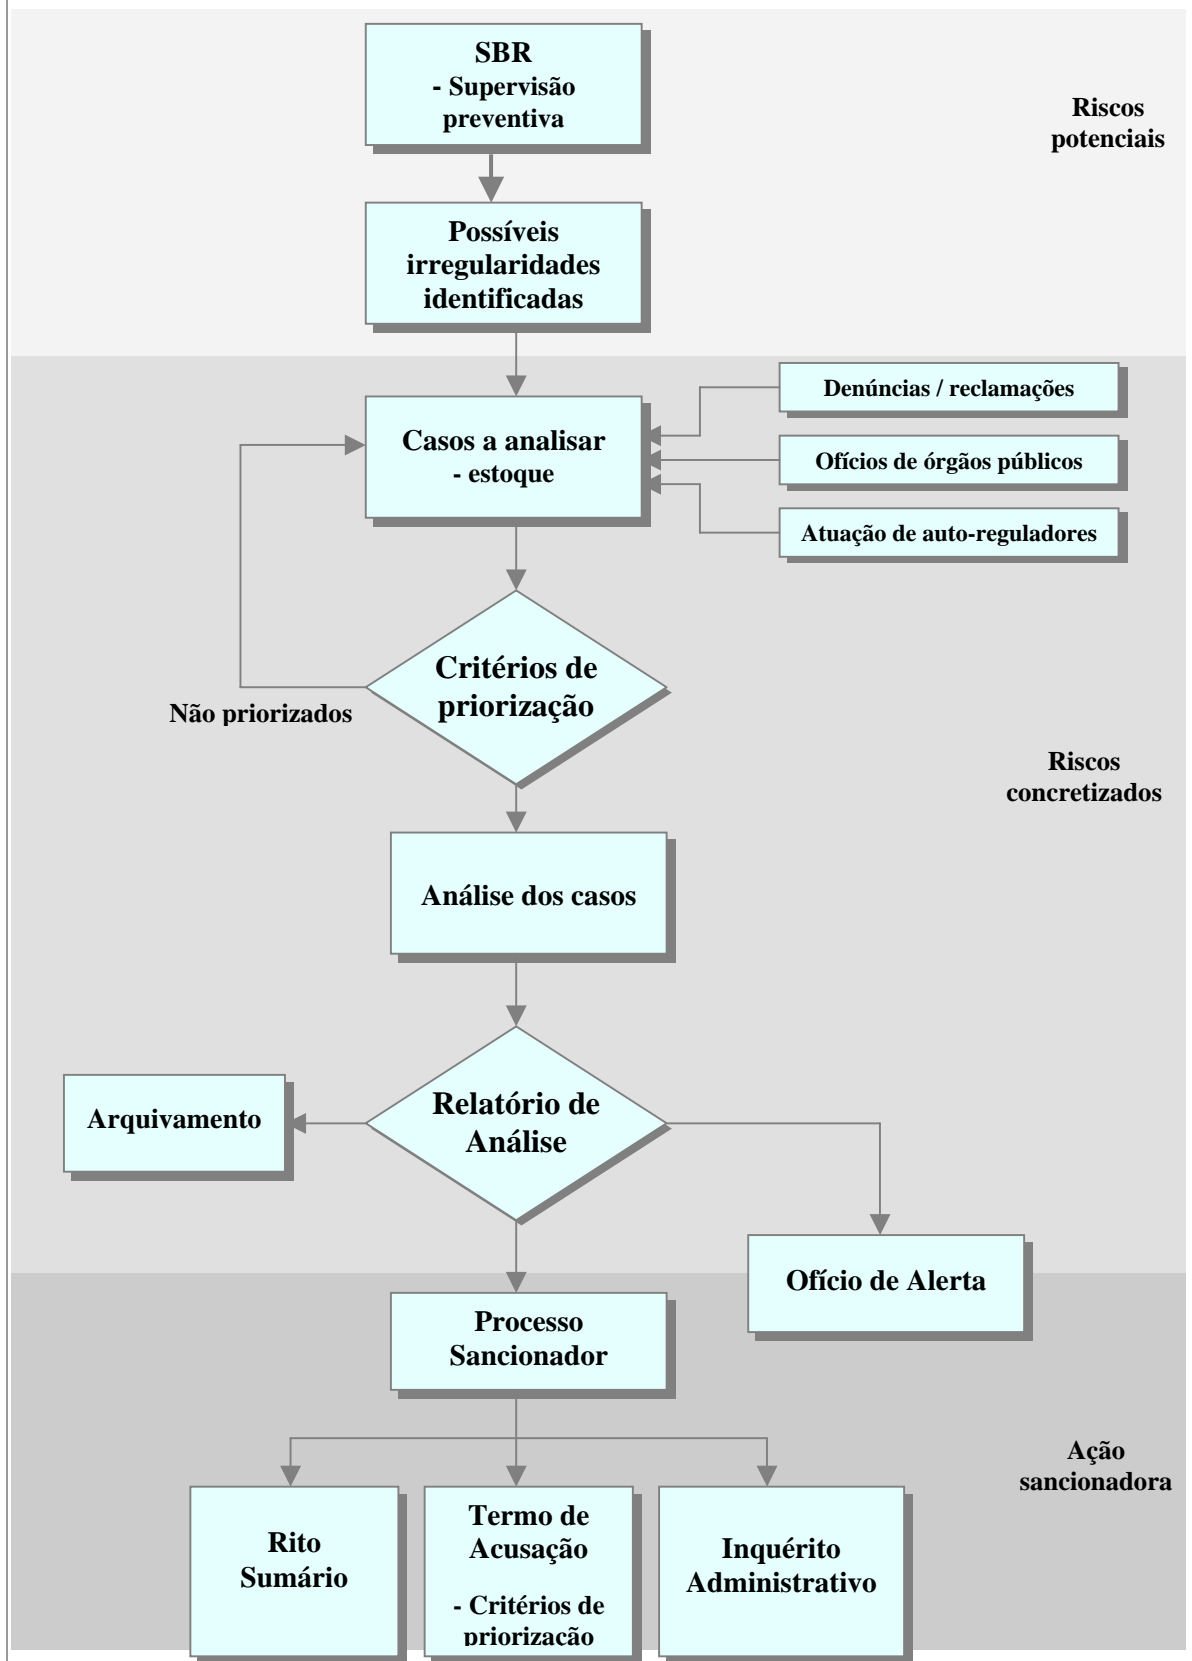 SBR
- Supervisão
preventiva
Riscos
potenciais
Possíveis
irregularidades
identificadas
Denúncias / reclamações
Casos a analisar
- estoque
Ofícios de órgãos públicos
Atuação de auto-reguladores
Critérios de
priorização
Não priorizados
Riscos
concretizados
Análise dos casos
Relatório de
Análise
Arquivamento
Ofício de Alerta
Processo
Sancionador
Ação
sancionadora
Rito
Sumário
Termo de
Acusação
- Critérios de
priorização
Inquérito
Administrativo